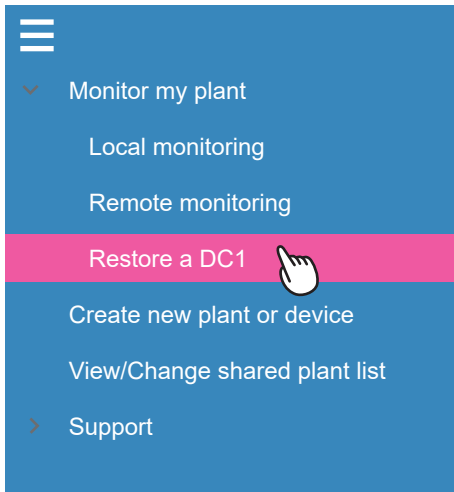 Monitor my plant
Local monitoring
Remote monitoring
Restore a DC1
Create new plant or device
View/Change shared plant list
Support